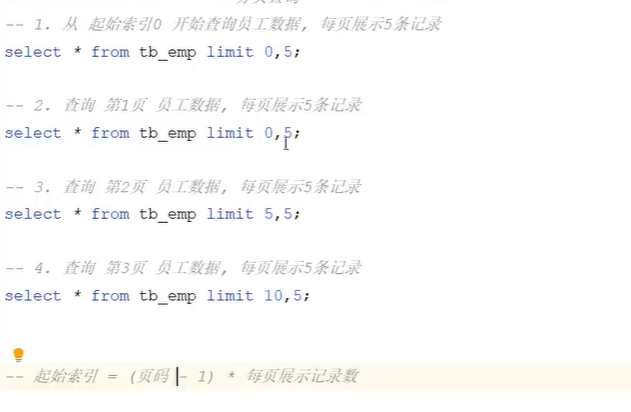 -- 1. 从 起始索引0 开始查询员工数据, 每页展示5条记录
select * from tb_emp limit 0,5;
-- 2. 查询 第1页 员工数据, 每页展示5条记录
select * from tb_emp limit 0,5;
-- 3. 查询 第2页 员工数据, 每页展示5条记录
select * from tb_emp limit 5,5;
-- 4. 查询 第3页 员工数据, 每页展示5条记录
select * from tb_emp limit 10,5;
-- 起始索引 = (页码 - 1) * 每页展示记录数